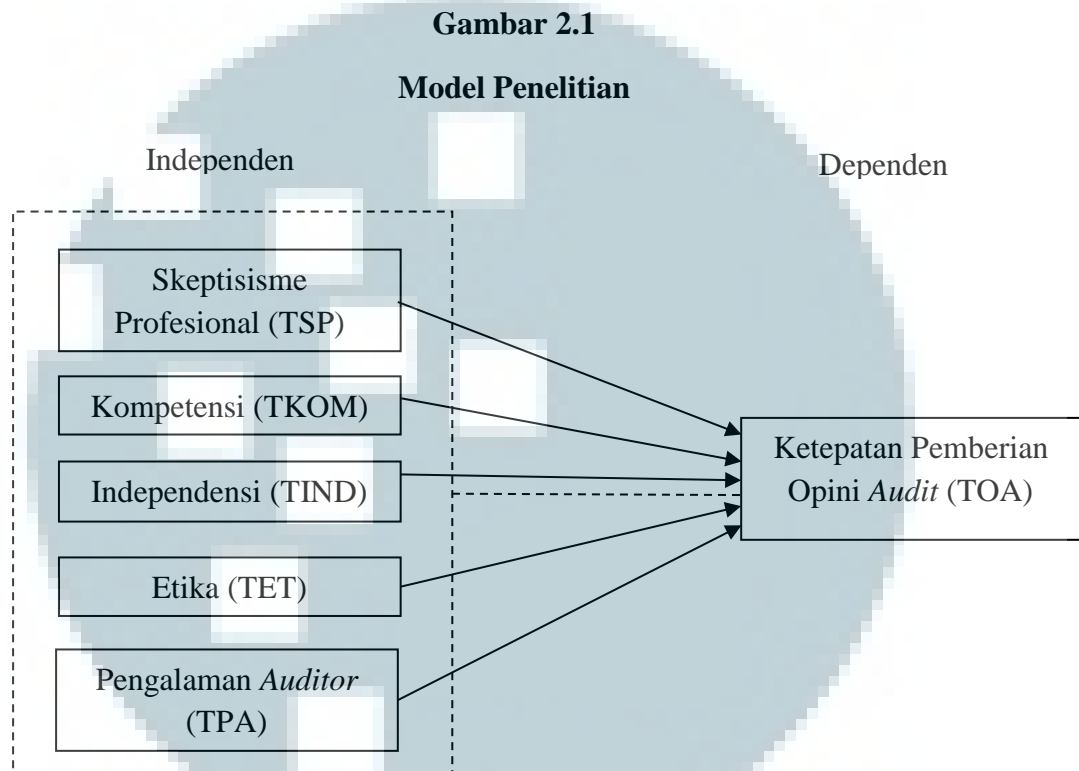 Gambar 2.1
Model Penelitian
Independen
Dependen
Skeptisisme
Profesional (TSP)
Kompetensi (TKOM)
Independensi (TIND)
Etika (TET)
Pengalaman Auditor
(TPA)
Ketepatan Pemberian
Opini Audit (TOA)